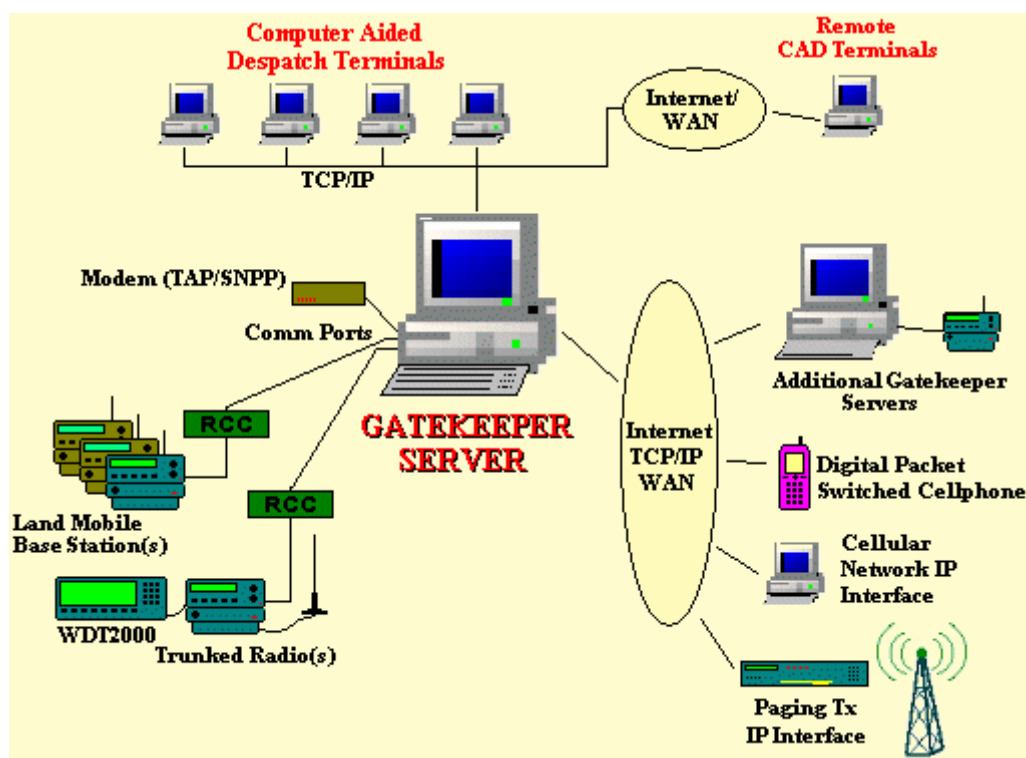 Computer Aided
Despatch Terminals
Remote
CAD Terminals
Internet/
WAN
TCP/IP
Modem (TAP/SNPP)
Comm Ports
RCC
GATEKEEPER
SERVER
Additional Gatekeeper
Servers
Internet
TCP/IP
WAN
Digital Packet
Switched Cellphone
RCC
Land Mobile
Base Station(s)
Cellular
Network IP
Interface
WDT2000
Trunked Radio(s)
Paging Tx
IP Interface